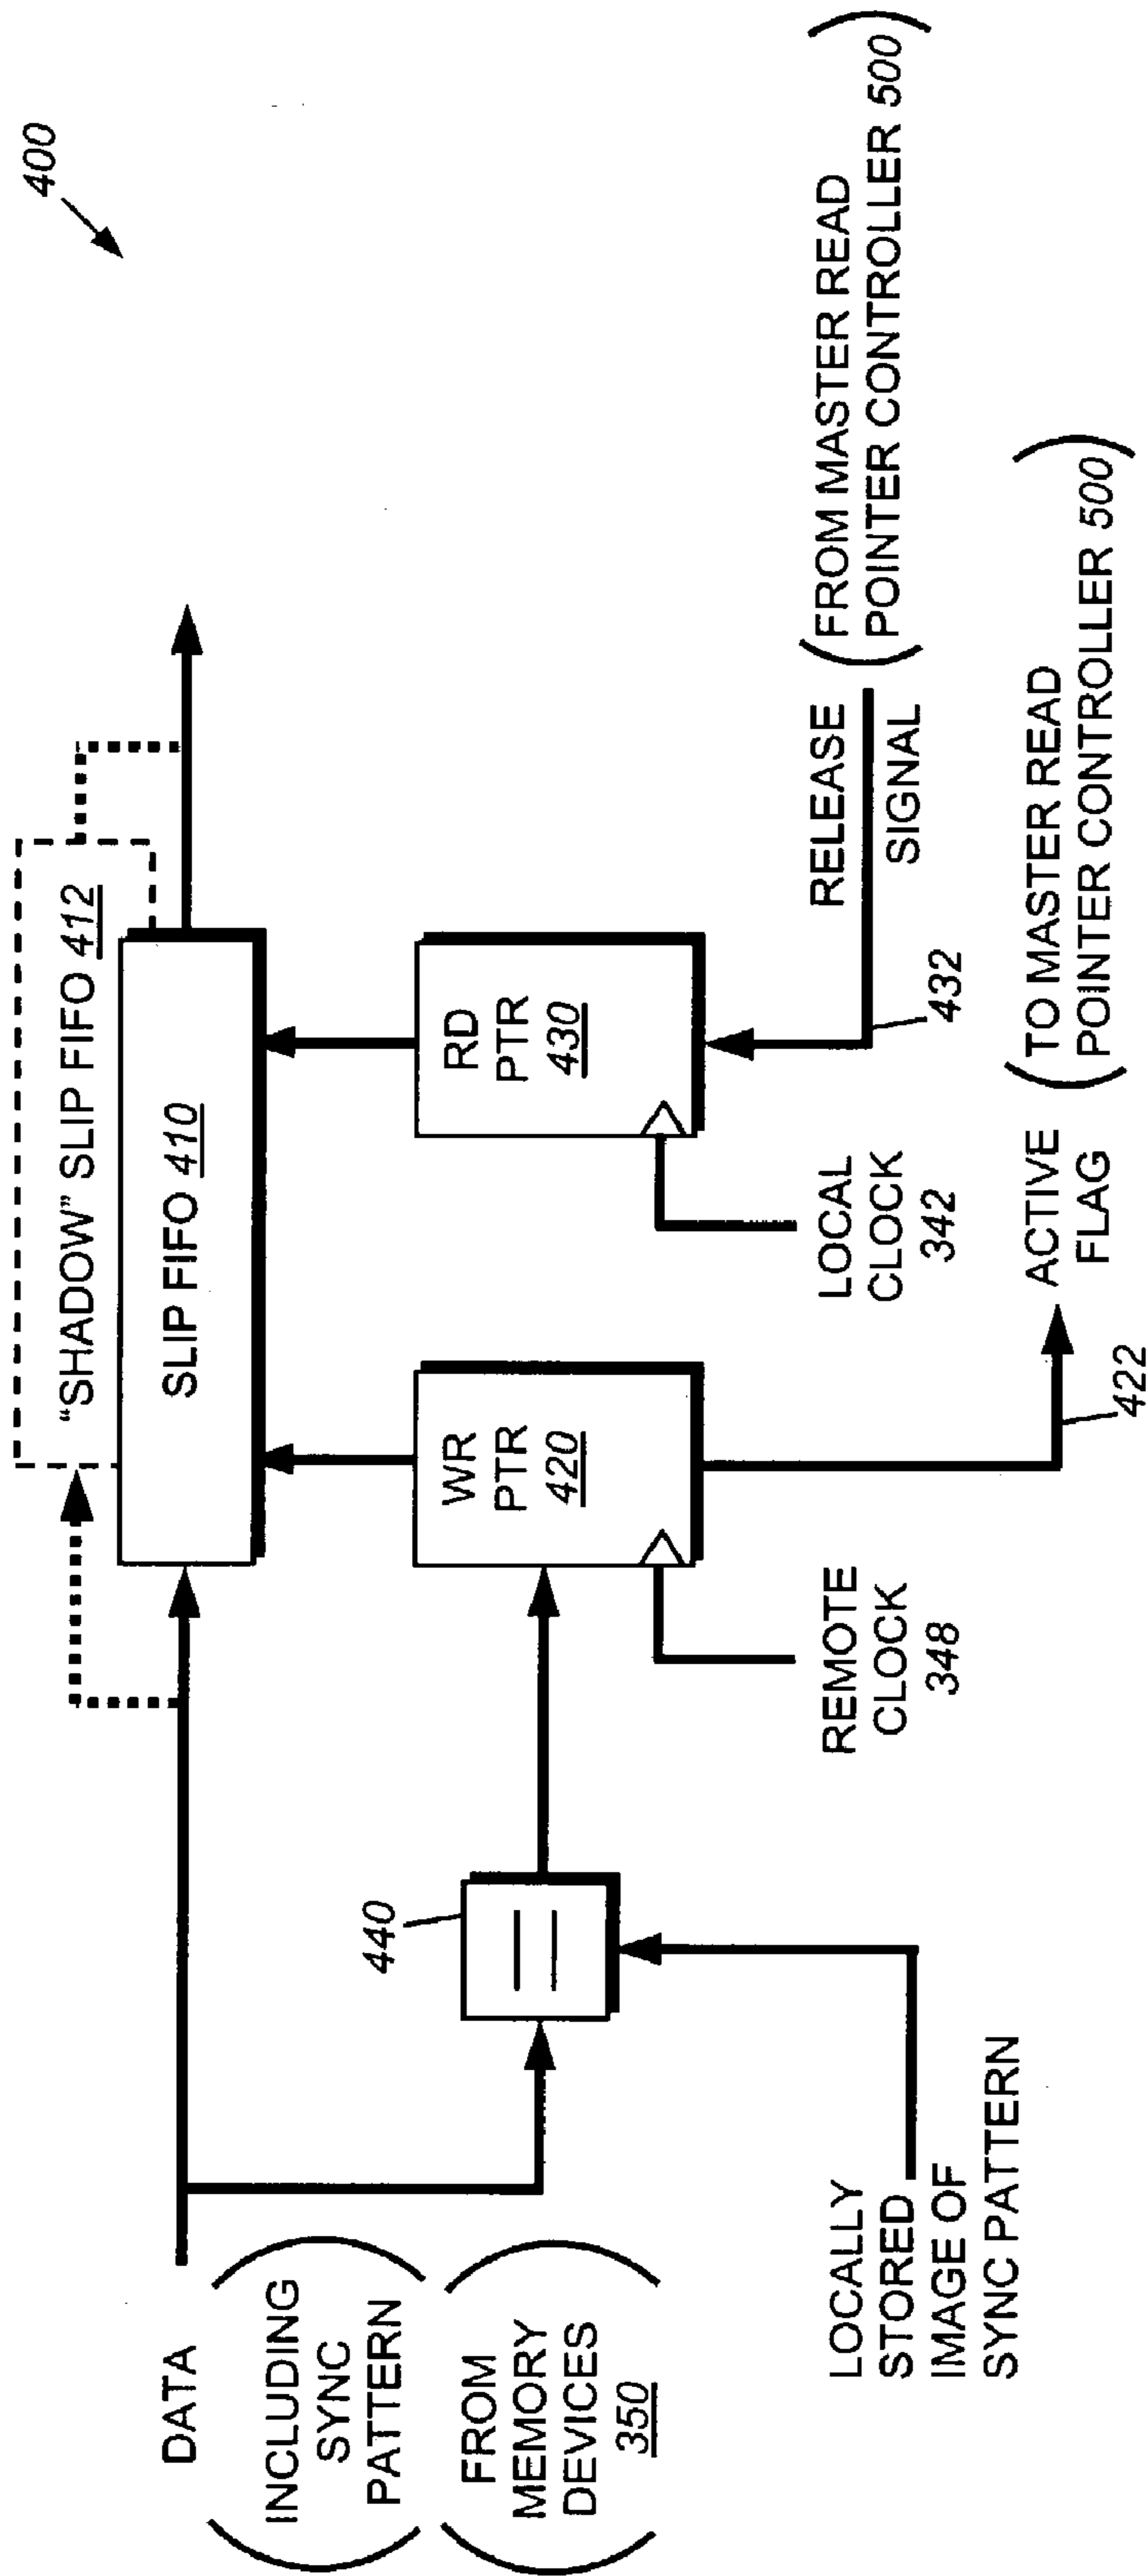 400
"SHADOW" SLIP FIFO 412
SLIP FIFO 410
DATA
(INCLUDING
SYNC
PATTERN)
(FROM
MEMORY
DEVICES
350)
440
WR
PTR
420
RD
PTR
430
LOCALLY
STORED
IMAGE OF
SYNC PATTERN
REMOTE
CLOCK
348
LOCAL
CLOCK
342
RELEASE
SIGNAL
(FROM MASTER READ
POINTER CONTROLLER 500)
432
422
ACTIVE
FLAG
(TO MASTER READ
POINTER CONTROLLER 500)